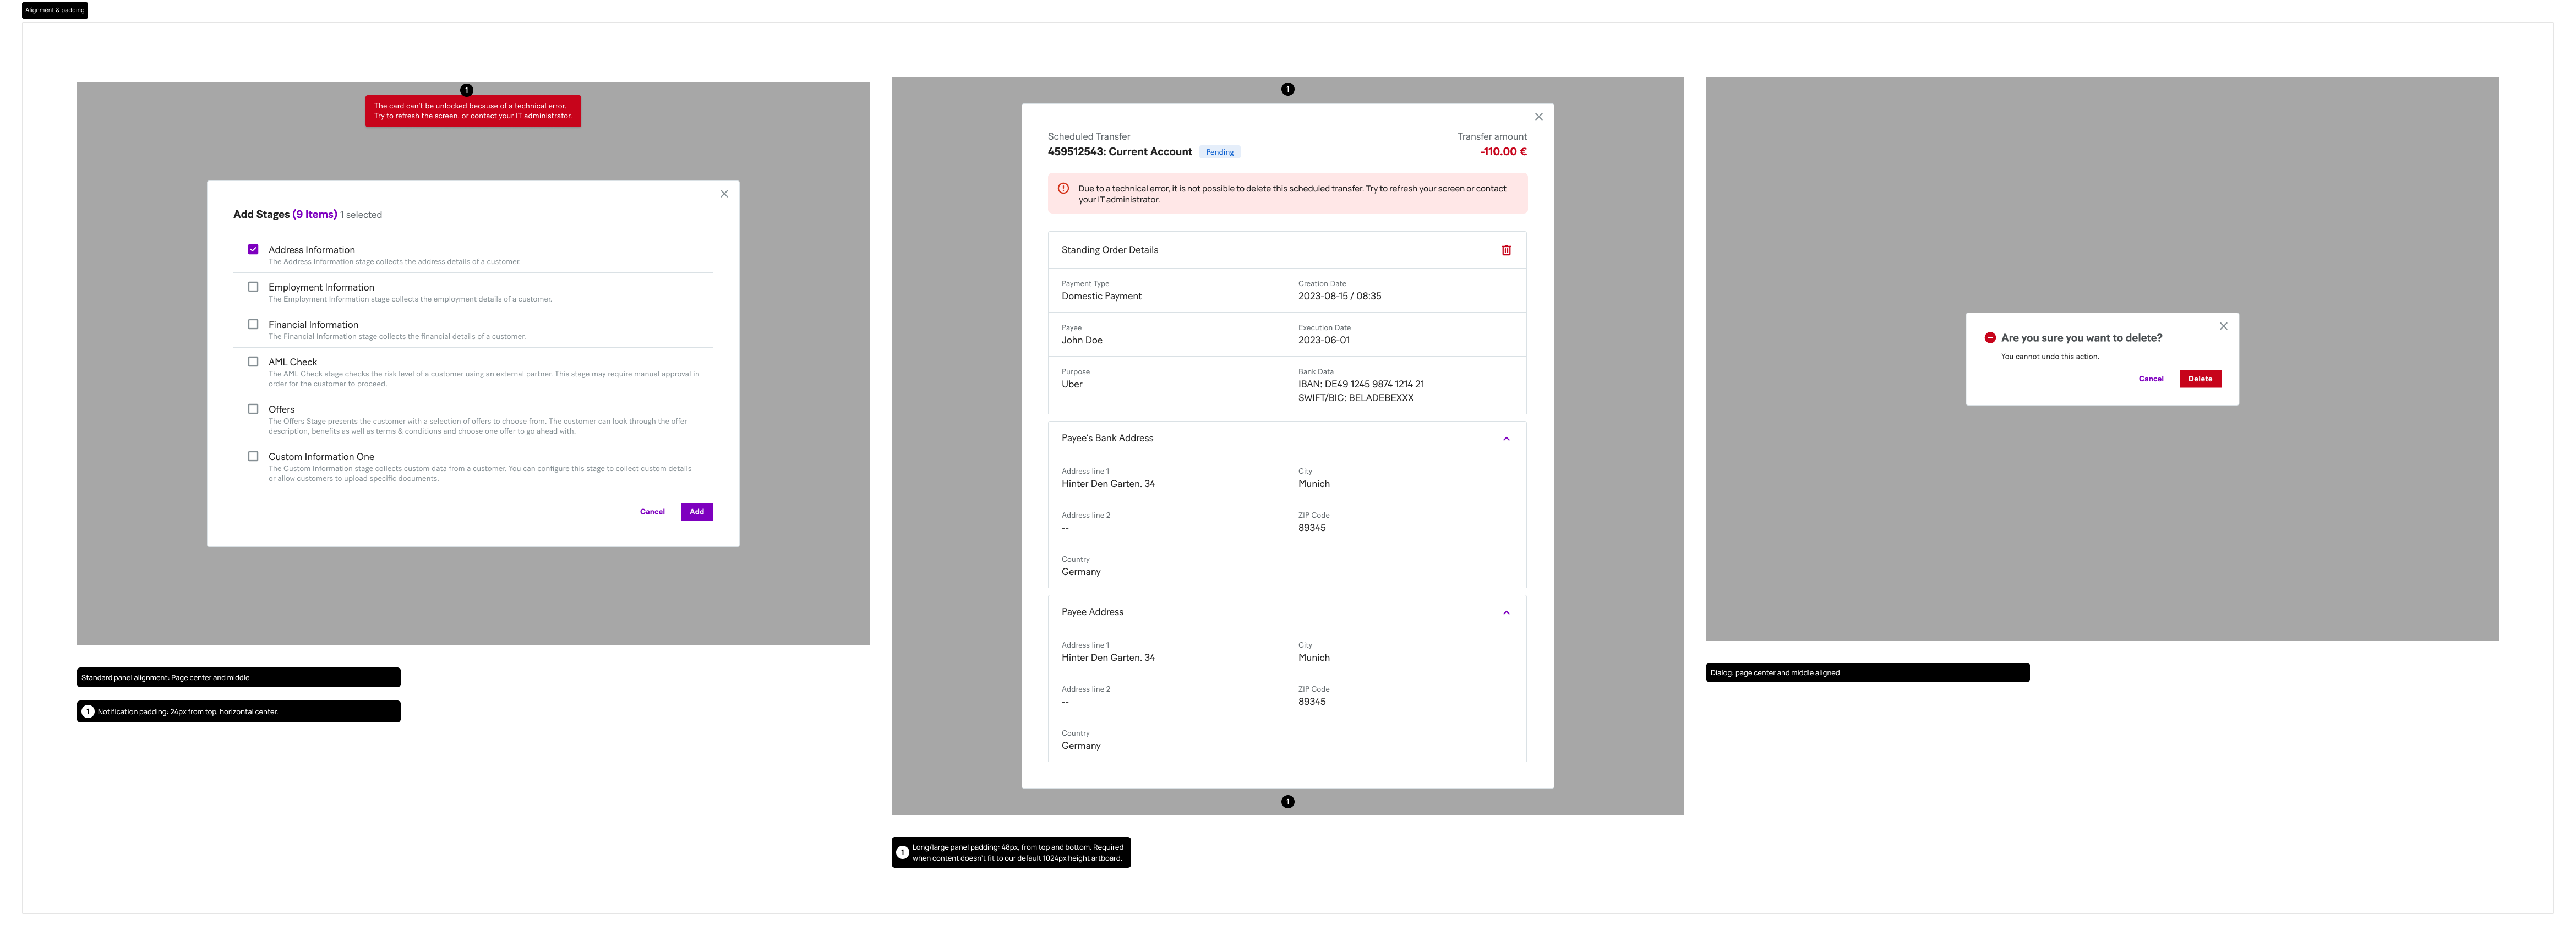 Alignment & padding
1
The card can't be unlocked because of a technical error.
Try to refresh the screen, or contact your IT administrator.
Add Stages (9 Items) 1 selected
Address Information
The Address Information stage collects the address details of a customer.
Employment Information
The Employment Information stage collects the employment details of a customer.
Financial Information
The Financial Information stage collects the financial details of a customer.
AML Check
The AML Check stage checks the risk level of a customer using an external partner. This stage may require manual approval in
order for the customer to proceed.
Offers
The Offers Stage presents the customer with a selection of offers to choose from. The customer can look through the offer
description, benefits as well as terms & conditions and choose one offer to go ahead with.
Custom Information One
The Custom Information stage collects custom data from a customer. You can configure this stage to collect custom details
or allow customers to upload specific documents.
Cancel Add
Standard panel alignment: Page center and middle
1 Notification padding: 24px from top, horizontal center.
1
Scheduled Transfer Transfer amount
459512543: Current Account Pending -110.00 €
Due to a technical error, it is not possible to delete this scheduled transfer. Try to refresh your screen or contact
your IT administrator.
Standing Order Details
Payment Type Creation Date
Domestic Payment 2023-08-15 / 08:35
Payee Execution Date
John Doe 2023-06-01
Purpose Bank Data
Uber IBAN: DE49 1245 9874 1214 21
SWIFT/BIC: BELADEBEXXX
Payee's Bank Address
Address line 1 City
Hinter Den Garten. 34 Munich
Address line 2 ZIP Code
-- 89345
Country
Germany
Payee Address
Address line 1 City
Hinter Den Garten. 34 Munich
Address line 2 ZIP Code
-- 89345
Country
Germany
1
1 Long/large panel padding: 48px, from top and bottom. Required
when content doesn't fit to our default 1024px height artboard.
Are you sure you want to delete?
You cannot undo this action.
Cancel Delete
Dialog: page center and middle aligned